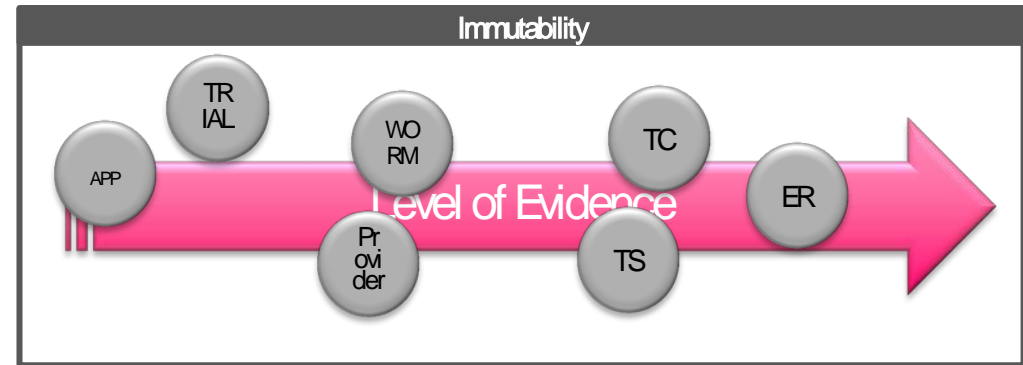 Immutability
TR
IAL
APP
WO
RM
TC
ER
Level of Evidence
Pr
ovi
der
TS